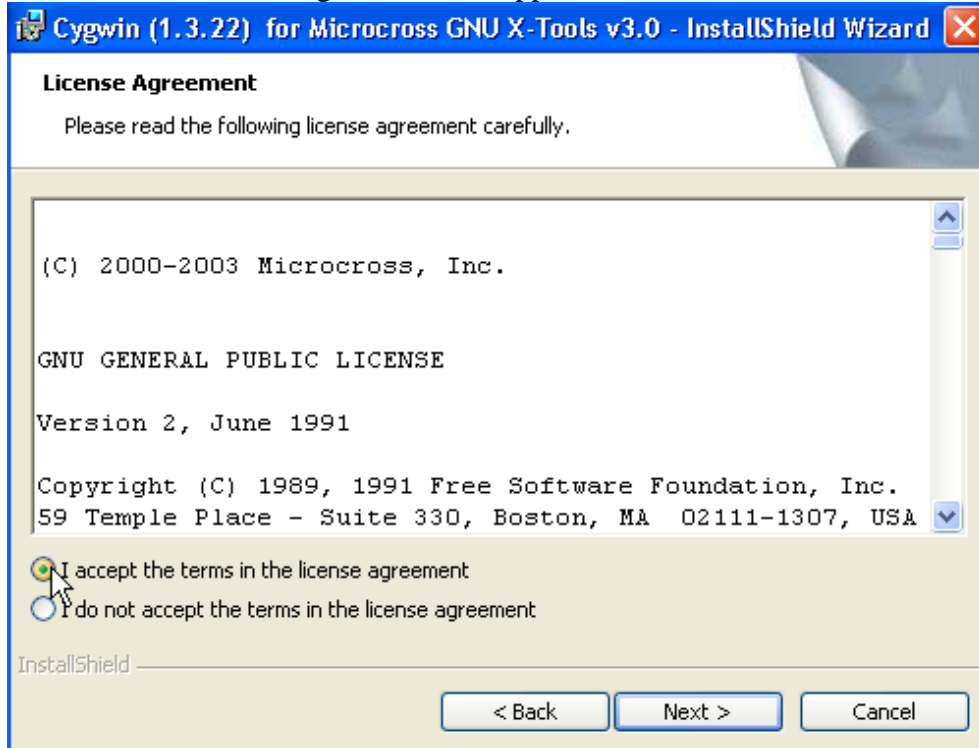 Cygwin (1.3.22) for Microcross GNU X-Tools v3.0 - InstallShield Wizard
License Agreement
Please read the following license agreement carefully.
(C) 2000-2003 Microcross, Inc.
GNU GENERAL PUBLIC LICENSE
Version 2, June 1991
Copyright (C) 1989, 1991 Free Software Foundation, Inc.
59 Temple Place - Suite 330, Boston, MA 02111-1307, USA
I accept the terms in the license agreement
I do not accept the terms in the license agreement
InstallShield
< Back Next > Cancel